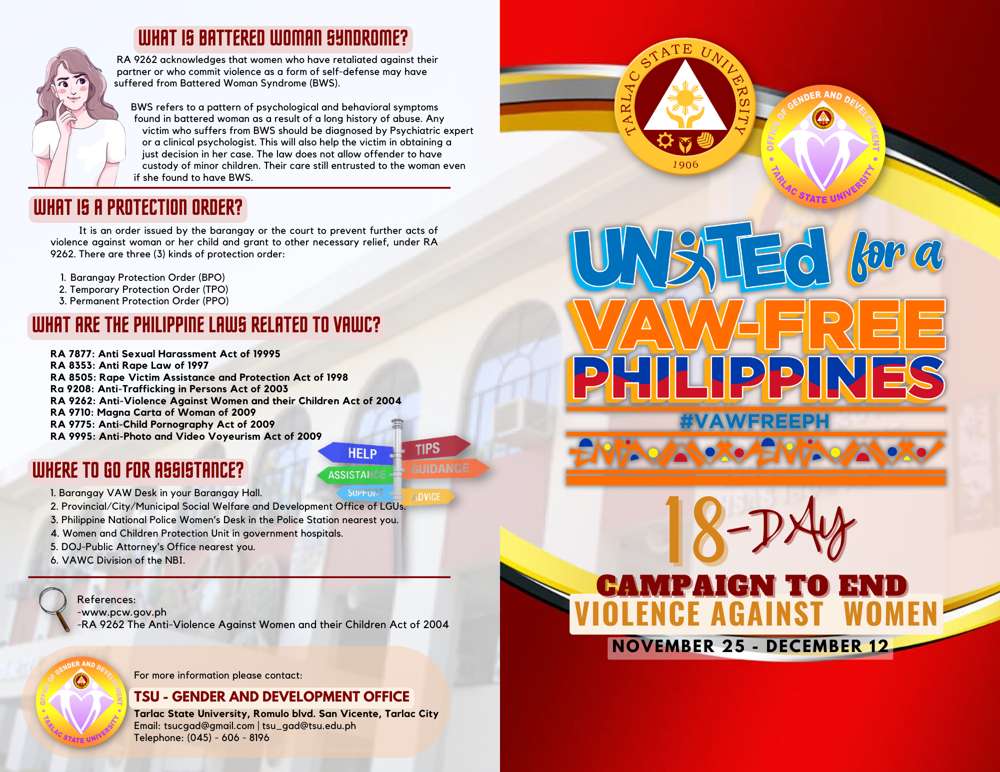 WHAT IS BATTERED WOMAN SYNDROME?
RA 9262 acknowledges that women who have retaliated against their
partner or who commit violence as a form of self-defense may have
suffered from Battered Woman Syndrome (BWS).
BWS refers to a pattern of psychological and behavioral symptoms
found in battered woman as a result of a long history of abuse. Any
victim who suffers from BWS should be diagnosed by Psychiatric expert
or a clinical psychologist. This will also help the victim in obtaining a
just decision in her case. The law does not allow offender to have
custody of minor children. Their care still entrusted to the woman even
if she found to have BWS.
WHAT IS A PROTECTION ORDER?
It is an order issued by the barangay or the court to prevent further acts of
violence against woman or her child and grant to other necessary relief, under RA
9262. There are three (3) kinds of protection order:
1. Barangay Protection Order (BPO)
2. Temporary Protection Order (TPO)
3. Permanent Protection Order (PPO)
WHAT ARE THE PHILIPPINE LAWS RELATED TO VAWC?
RA 7877: Anti Sexual Harassment Act of 19995
RA 8353: Anti Rape Law of 1997
RA 8505: Rape Victim Assistance and Protection Act of 1998
Ra 9208: Anti-Trafficking in Persons Act of 2003
RA 9262: Anti-Violence Against Women and their Children Act of 2004
RA 9710: Magna Carta of Woman of 2009
RA 9775: Anti-Child Pornography Act of 2009
RA 9995: Anti-Photo and Video Voyeurism Act of 2009
HELP
TIPS
ASSISTANCE
GUIDANCE
SUPPORT
ADVICE
WHERE TO GO FOR ASSISTANCE?
1. Barangay VAW Desk in your Barangay Hall.
2. Provincial/City/Municipal Social Welfare and Development Office of LGUs.
3. Philippine National Police Women's Desk in the Police Station nearest you.
4. Women and Children Protection Unit in government hospitals.
5. DOJ-Public Attorney's Office nearest you.
6. VAWC Division of the NBI.
References:
-www.pcw.gov.ph
-RA 9262 The Anti-Violence Against Women and their Children Act of 2004
OFFICE OF GENDER AND DEVELOPMENT
• TARLAC STATE UNIVERSITY •
For more information please contact:
TSU - GENDER AND DEVELOPMENT OFFICE
Tarlac State University, Romulo blvd. San Vicente, Tarlac City
Email: tsucgad@gmail.com | tsu_gad@tsu.edu.ph
Telephone: (045) - 606 - 8196
TARLAC STATE UNIVERSITY
1906
OFFICE OF GENDER AND DEVELOPMENT
• TARLAC STATE UNIVERSITY •
UNiTEd for a
VAW-FREE
PHILIPPINES
#VAWFREEPH
18-DAy
CAMPAIGN TO END
VIOLENCE AGAINST WOMEN
NOVEMBER 25 - DECEMBER 12